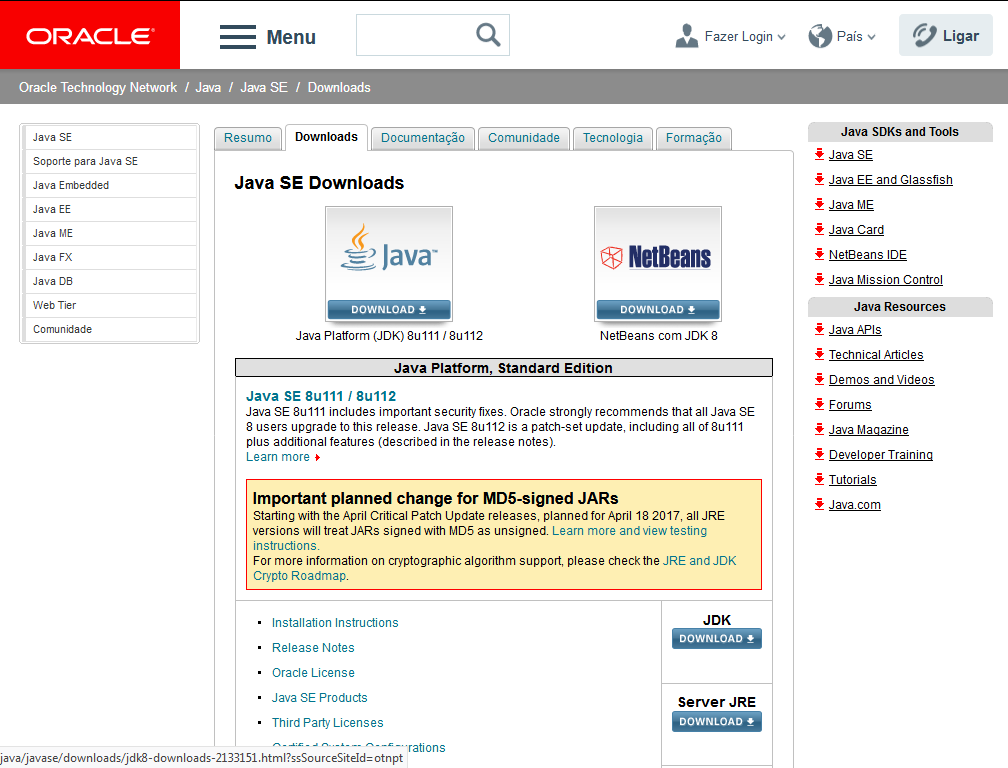 ORACLE®
Menu
Fazer Login
País
Ligar
Oracle Technology Network / Java / Java SE / Downloads
Java SE
Soporte para Java SE
Java Embedded
Java EE
Java ME
Java FX
Java DB
Web Tier
Comunidade
Resumo
Downloads
Documentação
Comunidade
Tecnologia
Formação
Java SE Downloads
Java™
DOWNLOAD
Java Platform (JDK) 8u111 / 8u112
NetBeans
DOWNLOAD
NetBeans com JDK 8
Java Platform, Standard Edition
Java SE 8u111 / 8u112
Java SE 8u111 includes important security fixes. Oracle strongly recommends that all Java SE
8 users upgrade to this release. Java SE 8u112 is a patch-set update, including all of 8u111
plus additional features (described in the release notes).
Learn more
Important planned change for MD5-signed JARs
Starting with the April Critical Patch Update releases, planned for April 18 2017, all JRE
versions will treat JARs signed with MD5 as unsigned. Learn more and view testing
instructions.
For more information on cryptographic algorithm support, please check the JRE and JDK
Crypto Roadmap.
Installation Instructions
Release Notes
Oracle License
Java SE Products
Third Party Licenses
Certified System Configurations
JDK
DOWNLOAD
Server JRE
DOWNLOAD
Java SDKs and Tools
Java SE
Java EE and Glassfish
Java ME
Java Card
NetBeans IDE
Java Mission Control
Java Resources
Java APIs
Technical Articles
Demos and Videos
Forums
Java Magazine
Developer Training
Tutorials
Java.com
java/javase/downloads/jdk8-downloads-2133151.html?ssSourceSiteId=otnpt